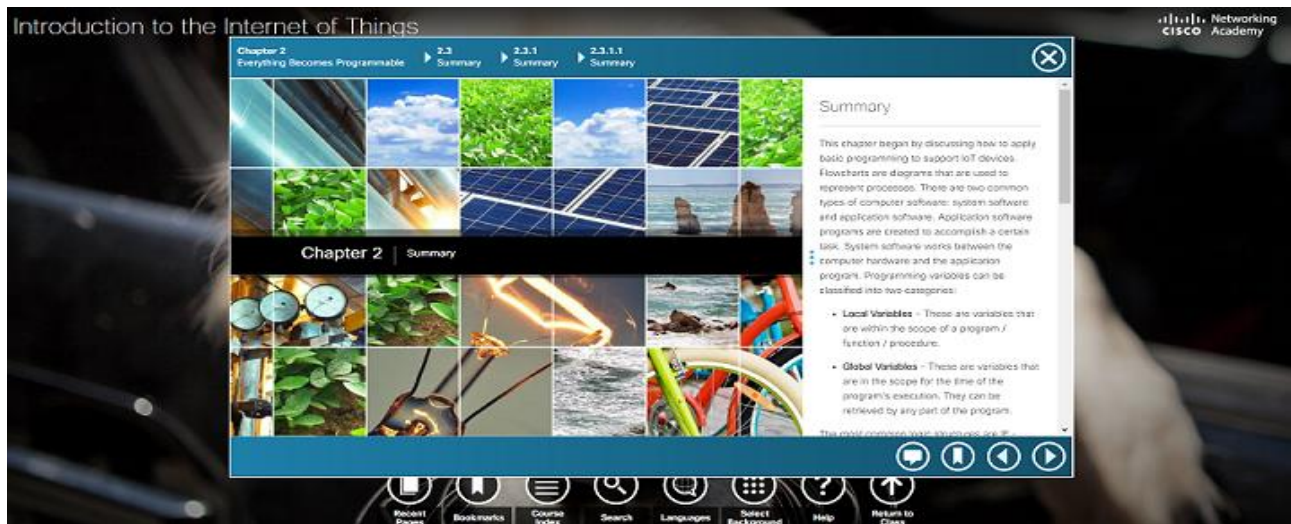 Introduction to the Internet of Things
Networking
CISCO Academy
Chapter 2
Everything Becomes Programmable
2.3
Summary
2.3.1
Summary
2.3.1.1
Summary
Chapter 2 | Summary
Summary
This chapter began by discussing how to apply
basic programming to support IoT devices.
Flowcharts are diagrams that are used to
represent processes. There are two common
types of computer software: system software
and application software. Application software
programs are created to accomplish a certain
task. System software works between the
computer hardware and the application
program. Programming variables can be
classified into two categories:
• Local Variables – These are variables that
are within the scope of a program /
function / procedure.
• Global Variables – These are variables that
are in the scope for the time of the
program's execution. They can be
retrieved by any part of the program.
The most common logic structures are IF –
Recent
Pages
Bookmarks
Course
Index
Search
Languages
Select
Background
Help
Return to
Class